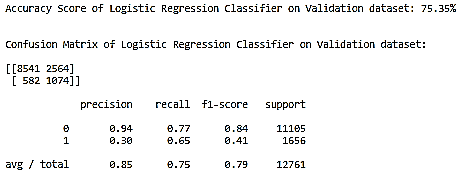 Accuracy Score of Logistic Regression Classifier on Validation dataset: 75.35%
Confusion Matrix of Logistic Regression Classifier on Validation dataset:
[[8541 2564]
[ 582 1074]]
precision recall f1-score support
0 0.94 0.77 0.84 11105
1 0.30 0.65 0.41 1656
avg / total 0.85 0.75 0.79 12761